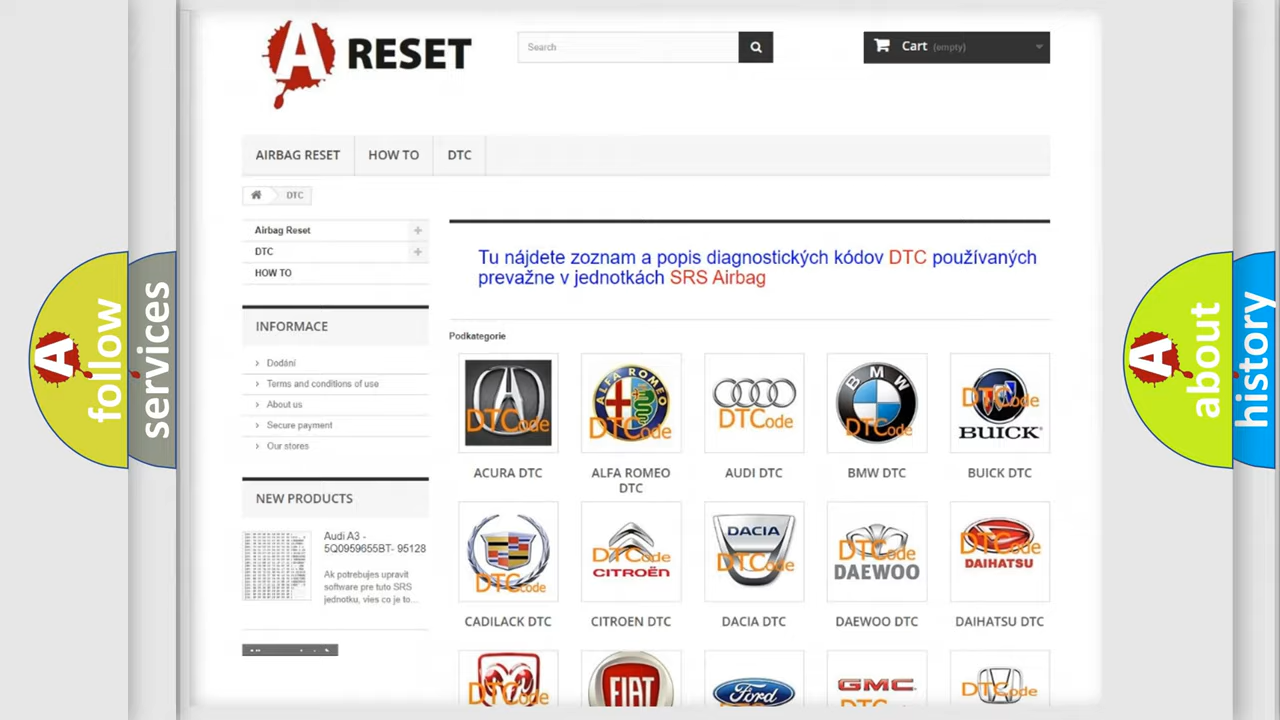 A RESET
Search
Cart (empty)
AIRBAG RESET
HOW TO
DTC
DTC
Airbag Reset
DTC
HOW TO
Tu nájdete zoznam a popis diagnostických kódov DTC používaných
prevažne v jednotkách SRS Airbag
INFORMACE
Dodání
Terms and conditions of use
About us
Secure payment
Our stores
NEW PRODUCTS
Audi A3 -
5Q0959655BT- 95128
Ak potrebujes upravit
software pre tuto SRS
jednotku, vies co je to...
Podkategorie
DTCode
ALFA ROMEO
DTCode
DTCode
BMW
DTCode
DTCode
BUICK
ACURA DTC
ALFA ROMEO
DTC
AUDI DTC
BMW DTC
BUICK DTC
DTCode
DTCode
CITROËN
DACIA
DTCode
DTCode
DAEWOO
DTCode
DAIHATSU
CADILACK DTC
CITROEN DTC
DACIA DTC
DAEWOO DTC
DAIHATSU DTC
DTCode
FIAT
Ford
GMC
DTCode
A follow
services
A about
history